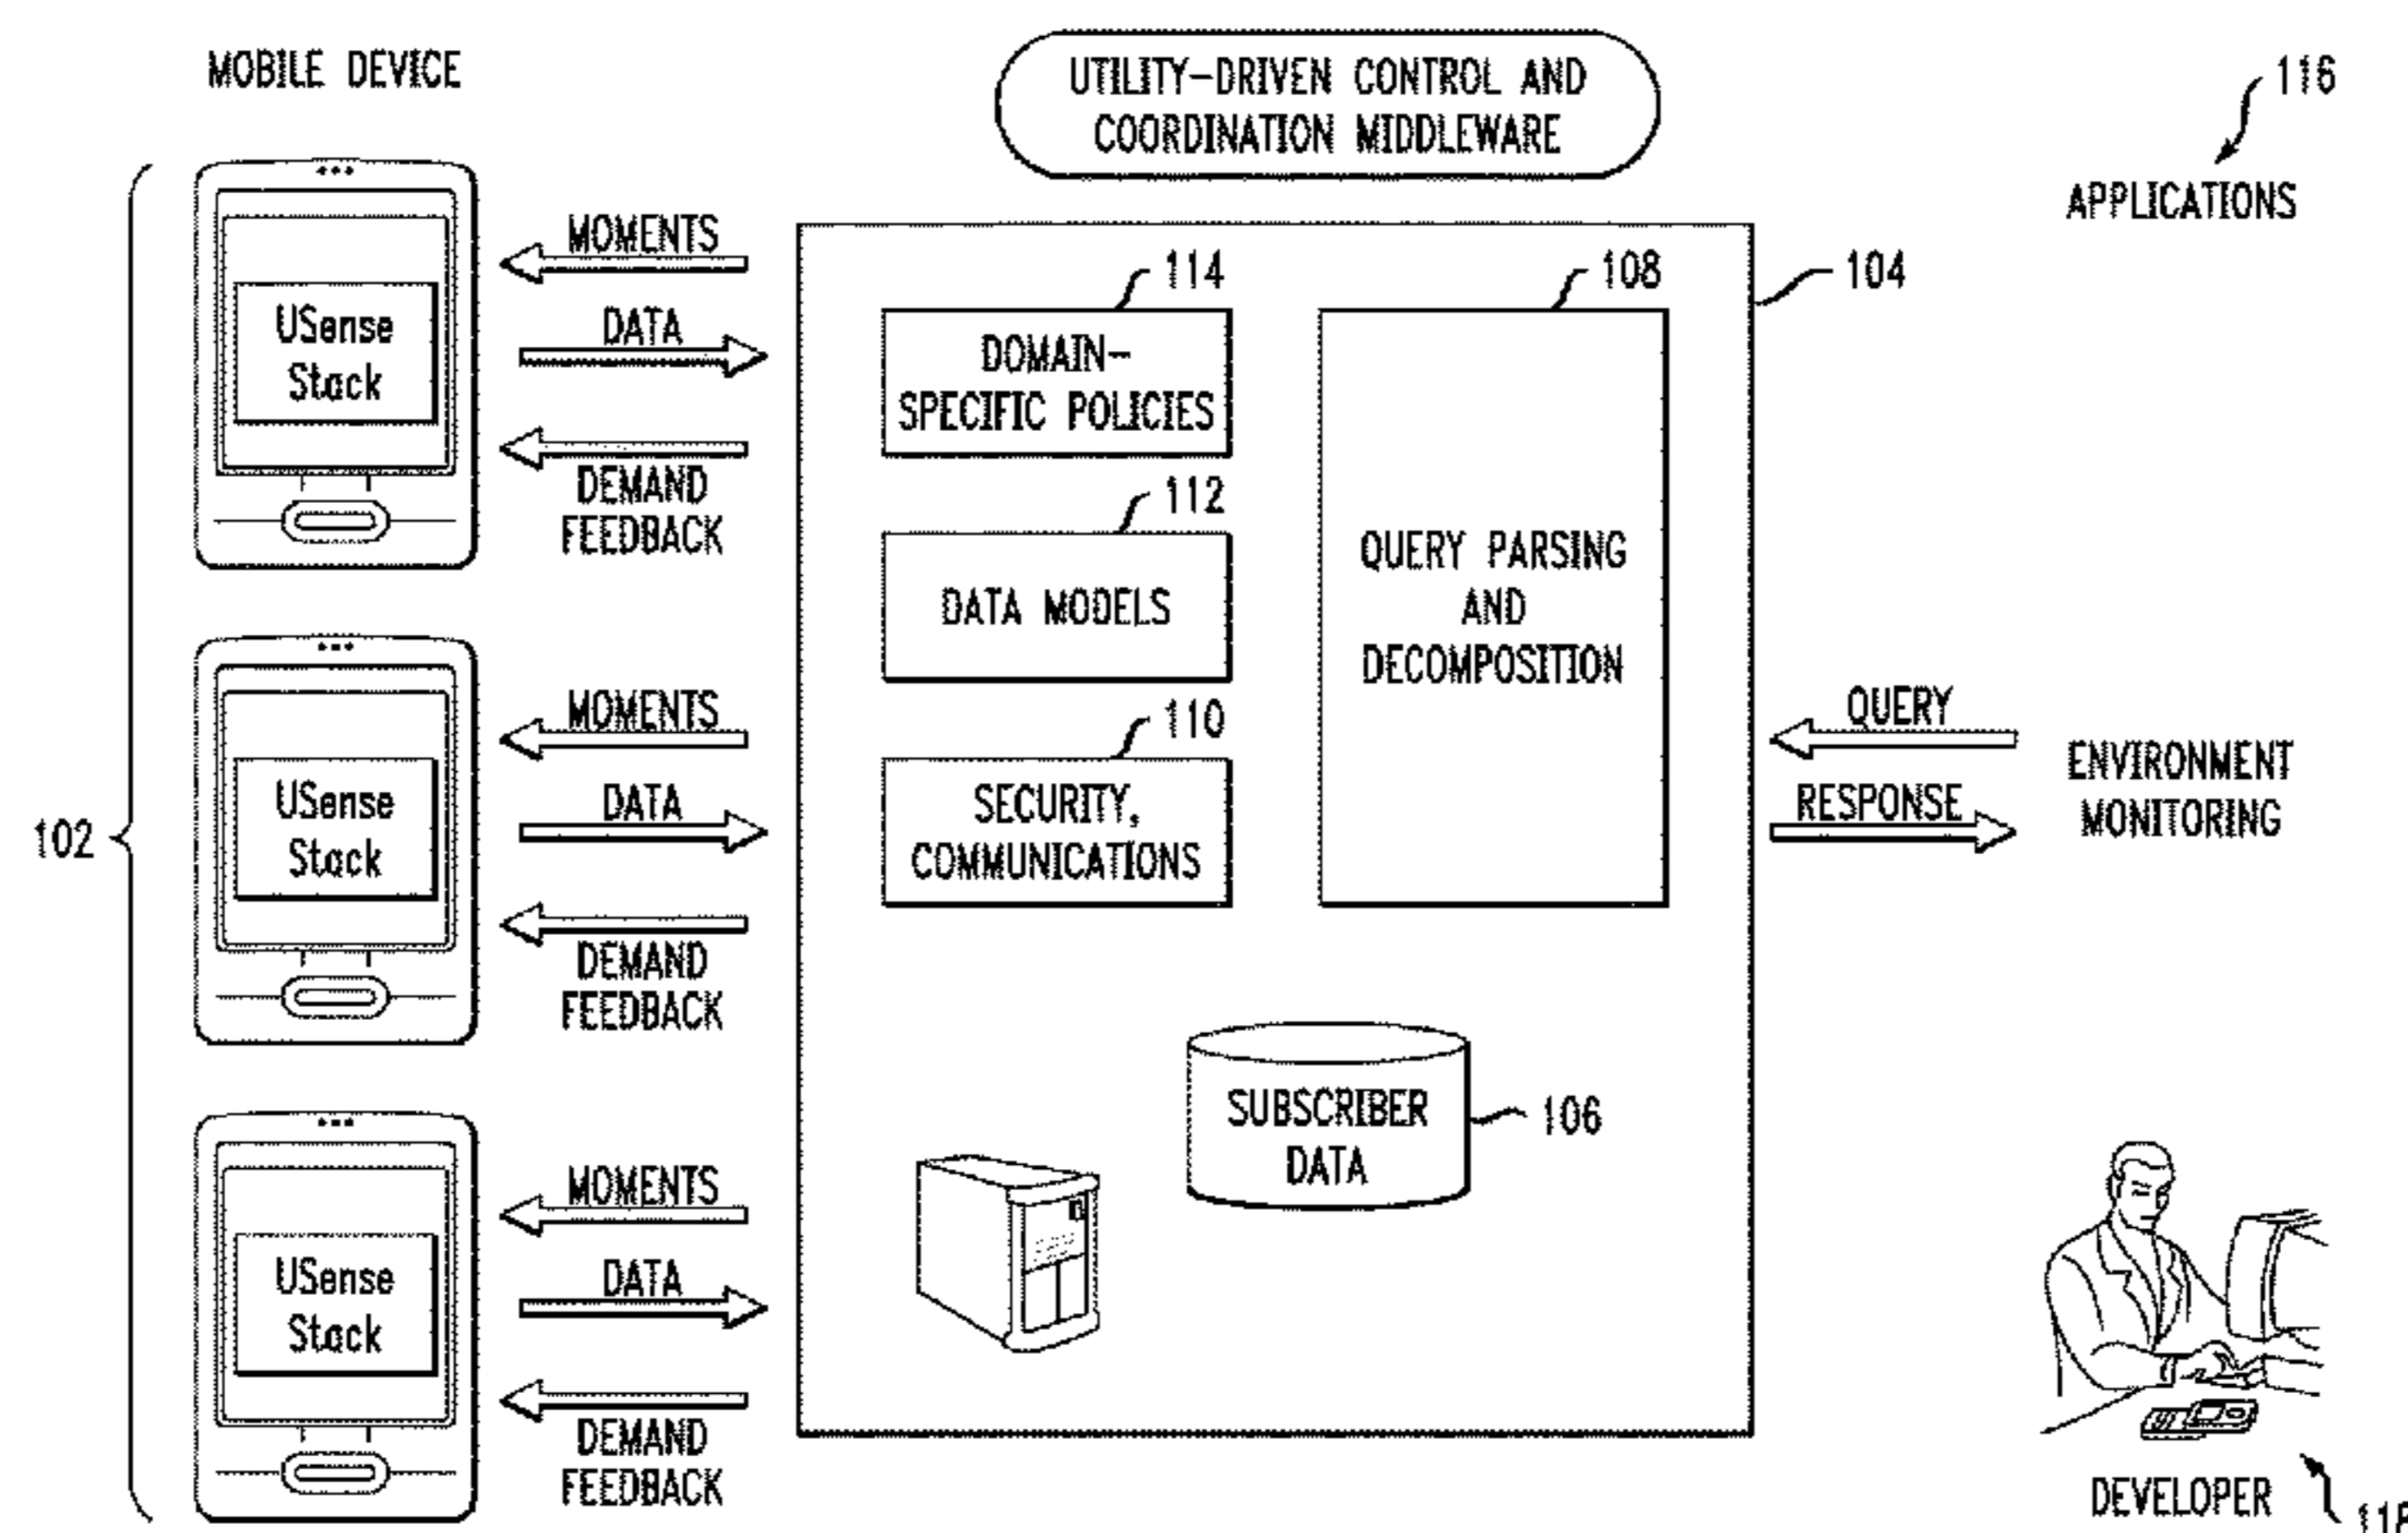 MOBILE DEVICE
UTILITY-DRIVEN CONTROL AND
COORDINATION MIDDLEWARE
116
APPLICATIONS
102
USense
Stack
MOMENTS
DATA
DEMAND
FEEDBACK
USense
Stack
MOMENTS
DATA
DEMAND
FEEDBACK
USense
Stack
MOMENTS
DATA
DEMAND
FEEDBACK
104
114
DOMAIN-
SPECIFIC POLICIES
112
DATA MODELS
110
SECURITY,
COMMUNICATIONS
108
QUERY PARSING
AND
DECOMPOSITION
SUBSCRIBER
DATA
106
QUERY
RESPONSE
ENVIRONMENT
MONITORING
DEVELOPER